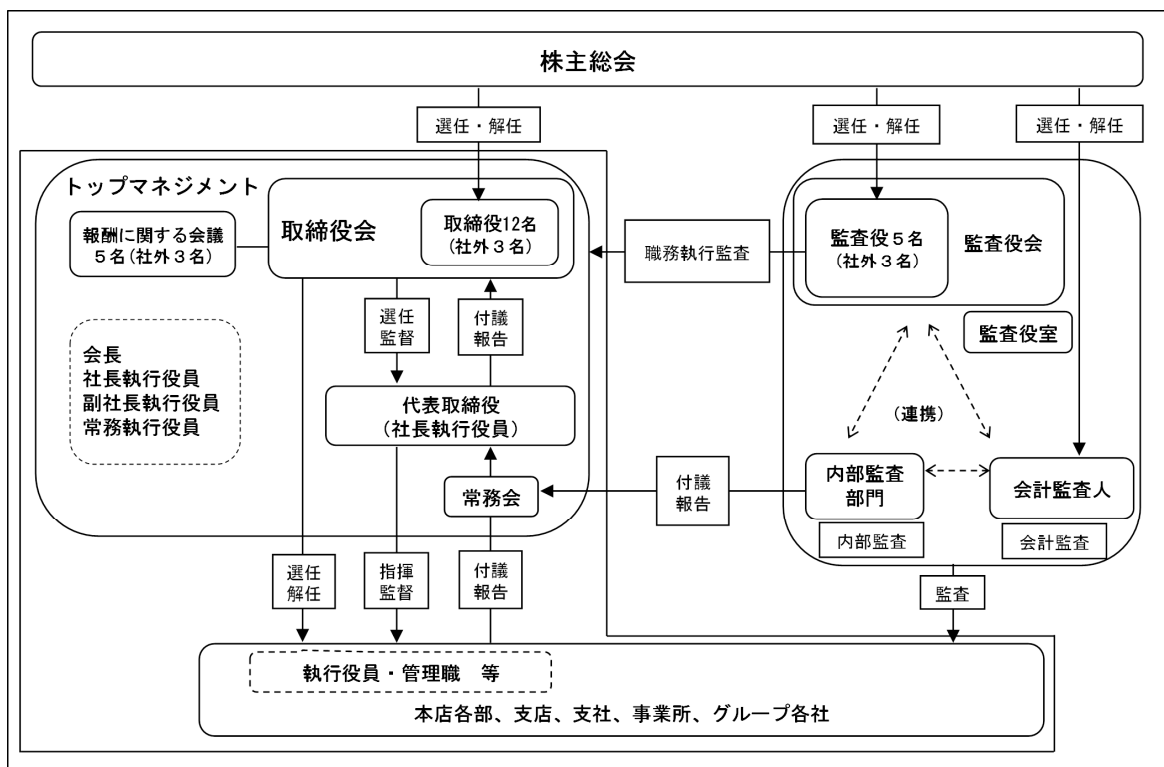 株主総会
選任・解任
選任・解任
選任・解任
トップマネジメント
報酬に関する会議
5名(社外3名)
取締役会
取締役12名
(社外3名)
職務執行監査
監査役5名
(社外3名)
監査役会
監査役室
選任
監督
付議
報告
会長
社長執行役員
副社長執行役員
常務執行役員
代表取締役
(社長執行役員)
(連携)
常務会
付議
報告
内部監査
部門
会計監査人
内部監査
会計監査
選任
解任
指揮
監督
付議
報告
監査
執行役員・管理職 等
本店各部、支店、支社、事業所、グループ各社